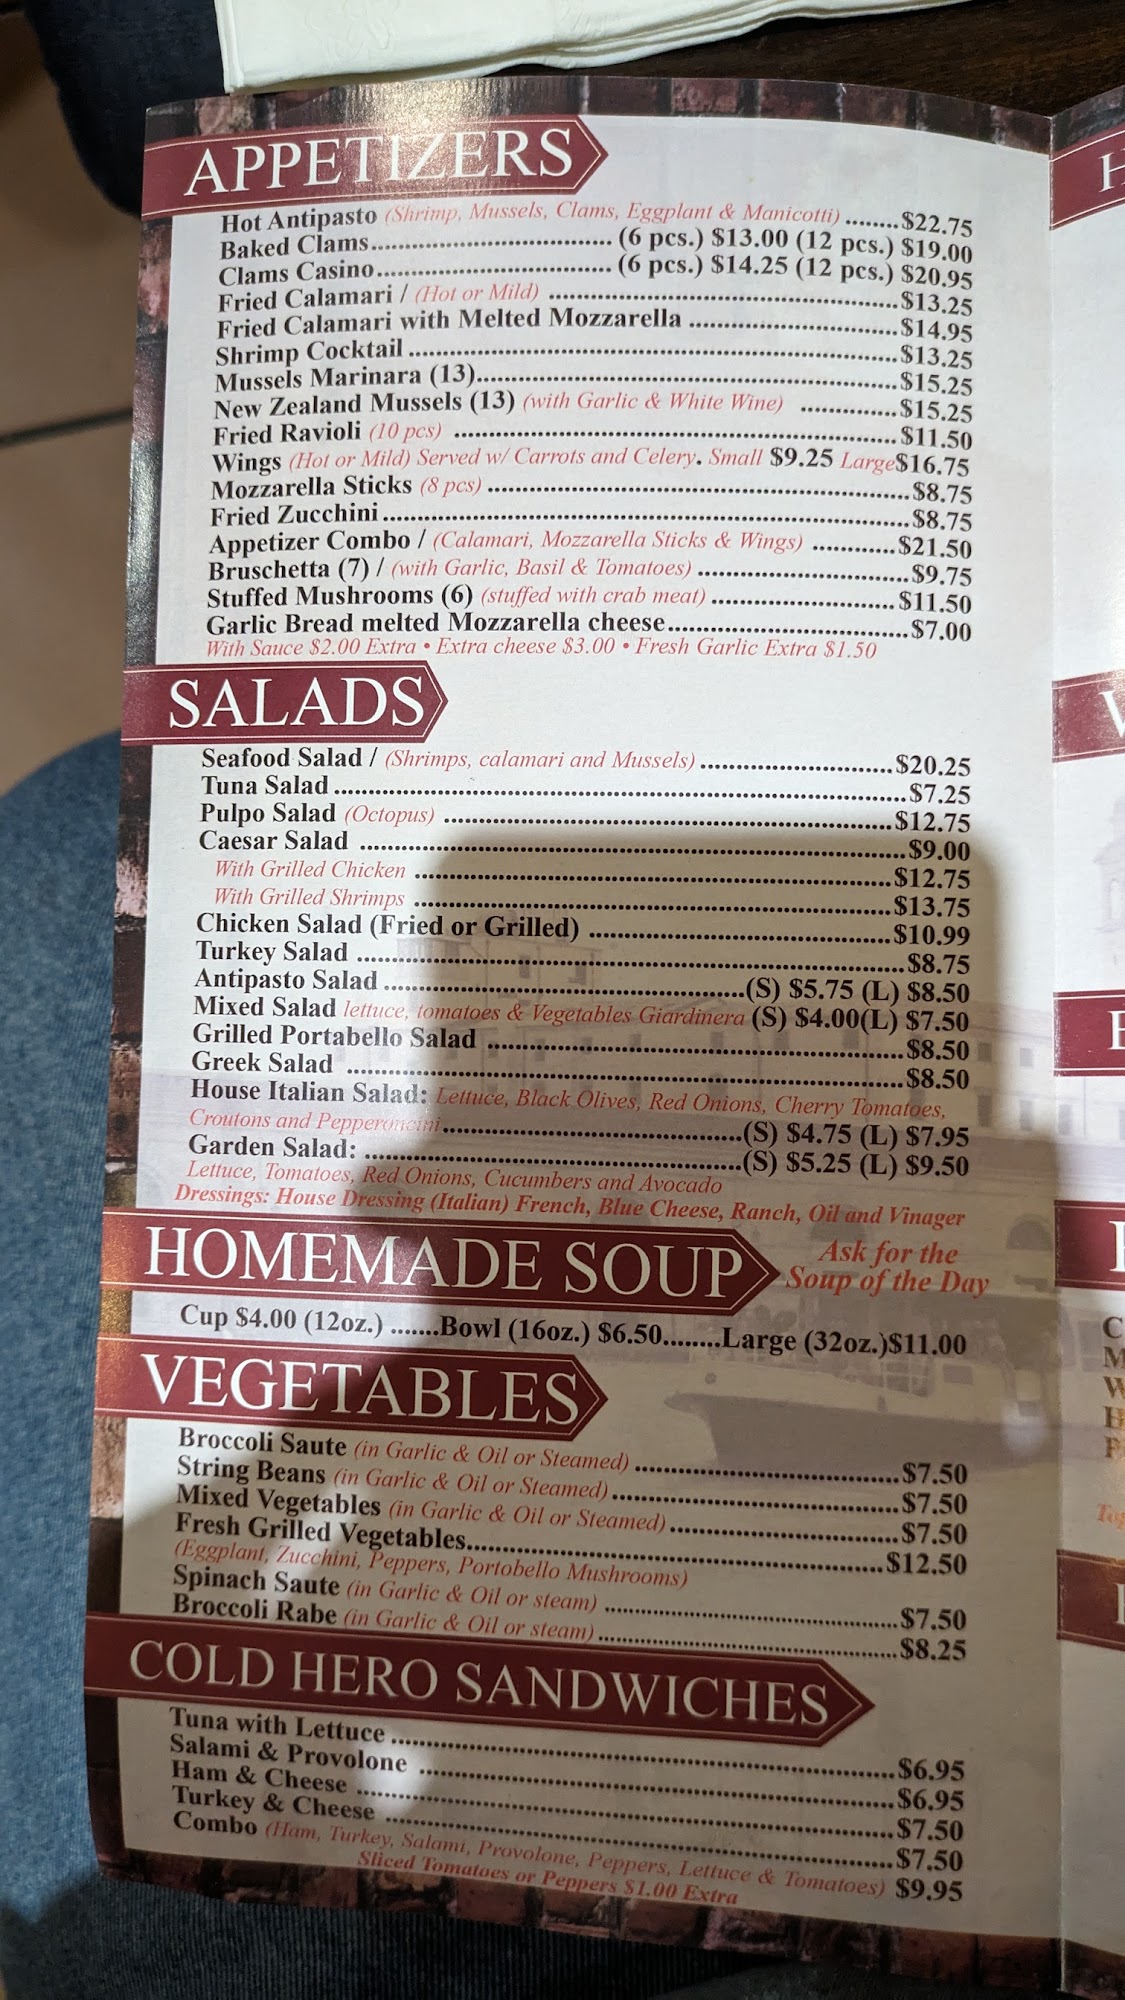 APPETIZERS
Hot Antipasto (Shrimp, Mussels, Clams, Eggplant & Manicotti) ........$22.75
Baked Clams.................................... (6 pcs.) $13.00 (12 pcs.) $19.00
Clams Casino................................... (6 pcs.) $14.25 (12 pcs.) $20.95
Fried Calamari / (Hot or Mild) ....................................................$13.25
Fried Calamari with Melted Mozzarella ...............................$14.95
Shrimp Cocktail ........................................................................$13.25
Mussels Marinara (13)..............................................................$15.25
New Zealand Mussels (13) (with Garlic & White Wine) ..............$15.25
Fried Ravioli (10 pcs) .................................................................$11.50
Wings (Hot or Mild) Served w/ Carrots and Celery. Small $9.25 Large$16.75
Mozzarella Sticks (8 pcs) ...............................................................$8.75
Fried Zucchini...............................................................................$8.75
Appetizer Combo / (Calamari, Mozzarella Sticks & Wings) ............$21.50
Bruschetta (7) / (with Garlic, Basil & Tomatoes) ...............................$9.75
Stuffed Mushrooms (6) (stuffed with crab meat) ...........................$11.50
Garlic Bread melted Mozzarella cheese...................................$7.00
With Sauce $2.00 Extra • Extra cheese $3.00 • Fresh Garlic Extra $1.50
SALADS
Seafood Salad / (Shrimps, calamari and Mussels) ............................$20.25
Tuna Salad .....................................................................................$7.25
Pulpo Salad (Octopus) ..................................................................$12.75
Caesar Salad .................................................................................$9.00
With Grilled Chicken .......................................................................$12.75
With Grilled Shrimps .......................................................................$13.75
Chicken Salad (Fried or Grilled) .............................................$10.99
Turkey Salad .................................................................................$8.75
Antipasto Salad .....................................................(S) $5.75 (L) $8.50
Mixed Salad lettuce, tomatoes & Vegetables Giardinera (S) $4.00(L) $7.50
Grilled Portabello Salad .............................................................$8.50
Greek Salad ..................................................................................$8.50
House Italian Salad: Lettuce, Black Olives, Red Onions, Cherry Tomatoes,
Croutons and Pepperoncini............................................(S) $4.75 (L) $7.95
Garden Salad: ........................................................(S) $5.25 (L) $9.50
Lettuce, Tomatoes, Red Onions, Cucumbers and Avocado
Dressings: House Dressing (Italian) French, Blue Cheese, Ranch, Oil and Vinager
HOMEMADE SOUP
Ask for the
Soup of the Day
Cup $4.00 (12oz.) .......Bowl (16oz.) $6.50........Large (32oz.)$11.00
VEGETABLES
Broccoli Saute (in Garlic & Oil or Steamed) ......................................$7.50
String Beans (in Garlic & Oil or Steamed).........................................$7.50
Mixed Vegetables (in Garlic & Oil or Steamed).................................$7.50
Fresh Grilled Vegetables.............................................................$12.50
(Eggplant, Zucchini, Peppers, Portobello Mushrooms)
Spinach Saute (in Garlic & Oil or steam) ..........................................$7.50
Broccoli Rabe (in Garlic & Oil or steam)...........................................$8.25
COLD HERO SANDWICHES
Tuna with Lettuce .........................................................................$6.95
Salami & Provolone ......................................................................$6.95
Ham & Cheese ..............................................................................$7.50
Turkey & Cheese ..........................................................................$7.50
Combo (Ham, Turkey, Salami, Provolone, Peppers, Lettuce & Tomatoes) $9.95
Sliced Tomatoes or Peppers $1.00 Extra